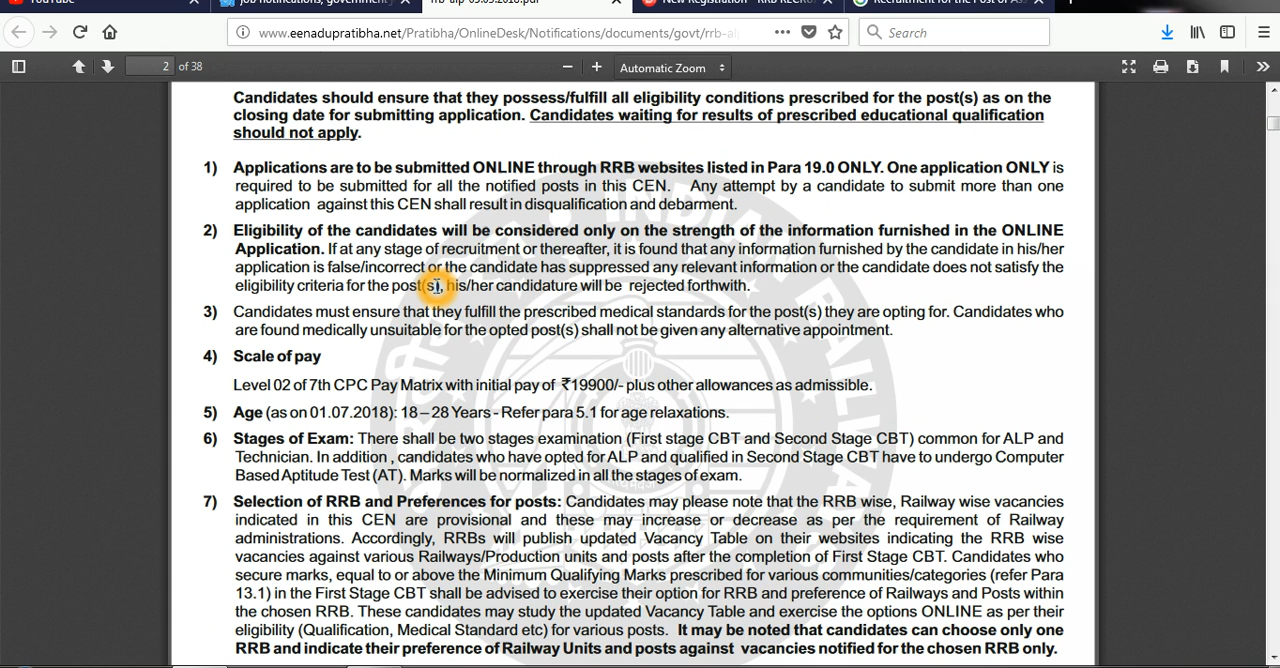 YouTube
job notifications, government
rrb-alp-03.03.2018.pdf
New Registration - RRB RECRU
Recruitment for the Post of As
www.eenadupratibha.net/Pratibha/OnlineDesk/Notifications/documents/govt/rrb-al
Search
2 of 38
Automatic Zoom
Candidates should ensure that they possess/fulfill all eligibility conditions prescribed for the post(s) as on the
closing date for submitting application. Candidates waiting for results of prescribed educational qualification
should not apply.
1) Applications are to be submitted ONLINE through RRB websites listed in Para 19.0 ONLY. One application ONLY is
required to be submitted for all the notified posts in this CEN. Any attempt by a candidate to submit more than one
application against this CEN shall result in disqualification and debarment.
2) Eligibility of the candidates will be considered only on the strength of the information furnished in the ONLINE
Application. If at any stage of recruitment or thereafter, it is found that any information furnished by the candidate in his/her
application is false/incorrect or the candidate has suppressed any relevant information or the candidate does not satisfy the
eligibility criteria for the post(s), his/her candidature will be rejected forthwith.
3) Candidates must ensure that they fulfill the prescribed medical standards for the post(s) they are opting for. Candidates who
are found medically unsuitable for the opted post(s) shall not be given any alternative appointment.
4) Scale of pay
Level 02 of 7th CPC Pay Matrix with initial pay of ₹19900/- plus other allowances as admissible.
5) Age (as on 01.07.2018): 18 – 28 Years - Refer para 5.1 for age relaxations.
6) Stages of Exam: There shall be two stages examination (First stage CBT and Second Stage CBT) common for ALP and
Technician. In addition , candidates who have opted for ALP and qualified in Second Stage CBT have to undergo Computer
Based Aptitude Test (AT). Marks will be normalized in all the stages of exam.
7) Selection of RRB and Preferences for posts: Candidates may please note that the RRB wise, Railway wise vacancies
indicated in this CEN are provisional and these may increase or decrease as per the requirement of Railway
administrations. Accordingly, RRBs will publish updated Vacancy Table on their websites indicating the RRB wise
vacancies against various Railways/Production units and posts after the completion of First Stage CBT. Candidates who
secure marks, equal to or above the Minimum Qualifying Marks prescribed for various communities/categories (refer Para
13.1) in the First Stage CBT shall be advised to exercise their option for RRB and preference of Railways and Posts within
the chosen RRB. These candidates may study the updated Vacancy Table and exercise the options ONLINE as per their
eligibility (Qualification, Medical Standard etc) for various posts. It may be noted that candidates can choose only one
RRB and indicate their preference of Railway Units and posts against vacancies notified for the chosen RRB only.
INDIAN RAILWAY